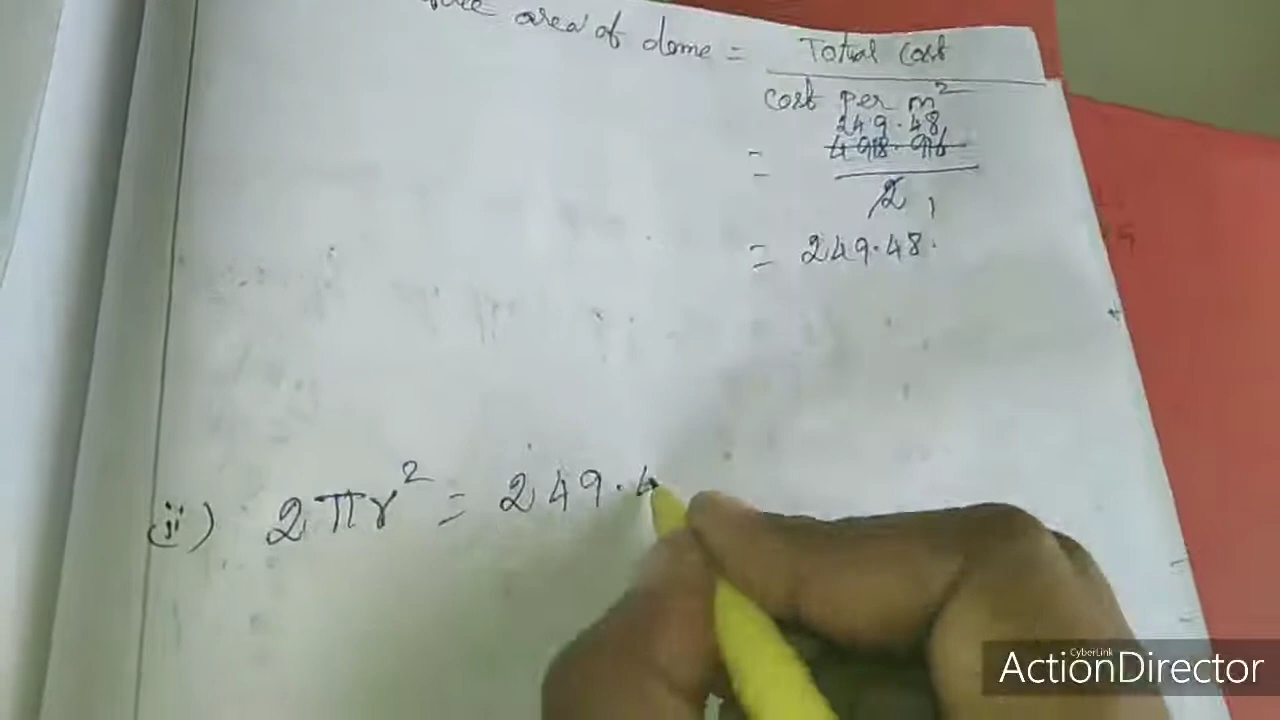 area of dome = Total cost
cost per m²
249.48
= 498.96
2 1
= 249.48.
(ii) 2πr² = 249.4
CyberLink
ActionDirector